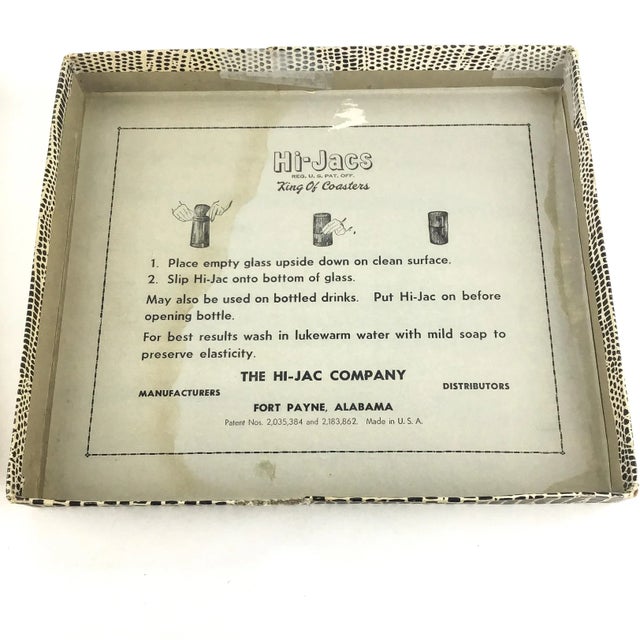 Hi-Jacs
REG. U. S. PAT. OFF.
King Of Coasters
1. Place empty glass upside down on clean surface.
2. Slip Hi-Jac onto bottom of glass.
May also be used on bottled drinks. Put Hi-Jac on before
opening bottle.
For best results wash in lukewarm water with mild soap to
preserve elasticity.
THE HI-JAC COMPANY
MANUFACTURERS DISTRIBUTORS
FORT PAYNE, ALABAMA
Patent Nos. 2,035,384 and 2,183,862. Made in U. S. A.